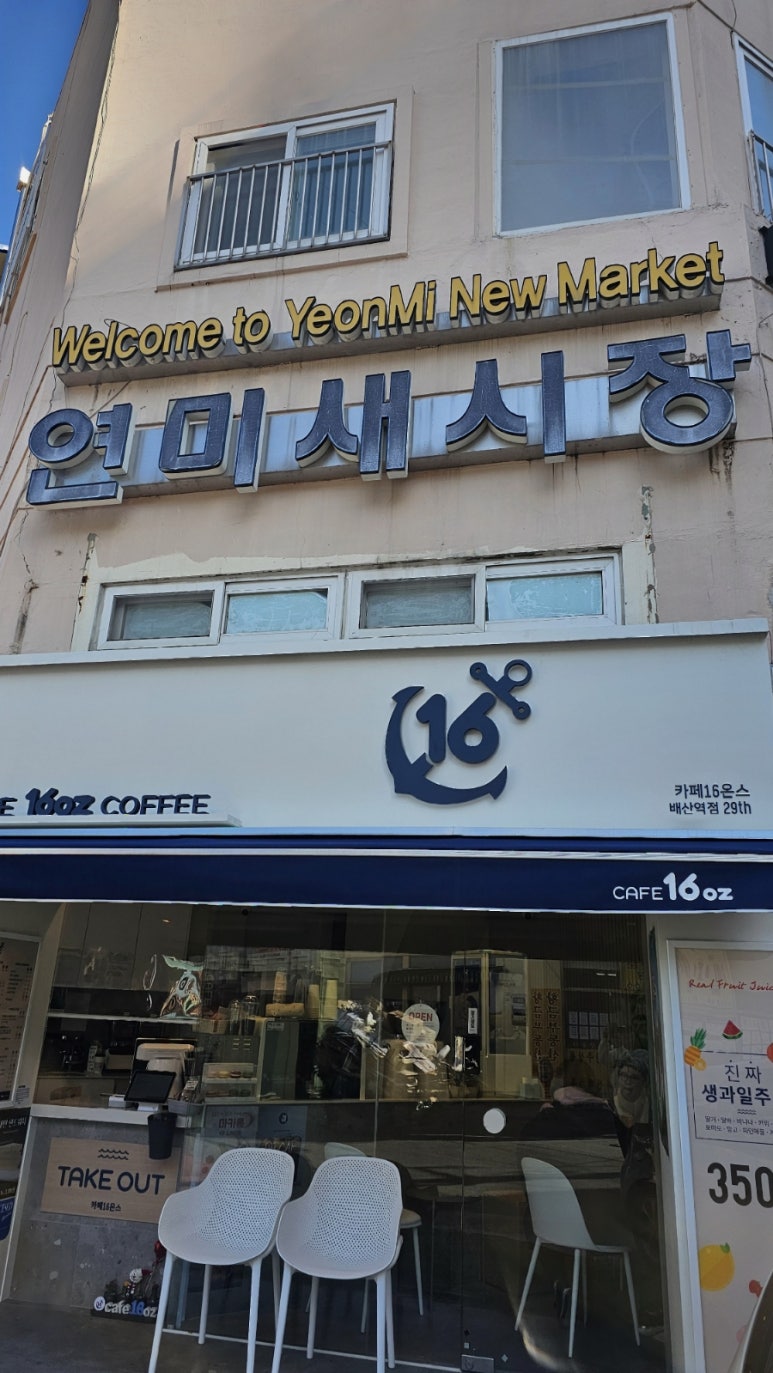 Welcome to YeonMi New Market
연미새시장
16
16oz COFFEE
카페16온스
배산역점 29th
CAFE 16oz
OPEN
TAKE OUT
카페16온스
cafe16oz
Real Fruit
진짜
생과일주
350